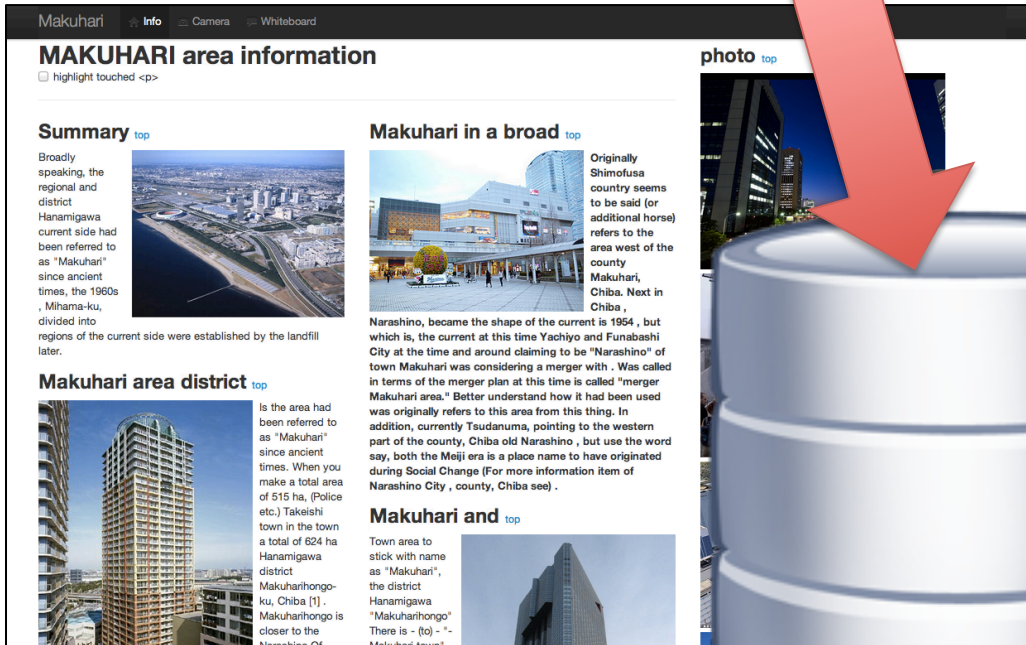 Makuhari Info Camera Whiteboard
MAKUHARI area information
highlight touched <p>
Summary top
Broadly
speaking, the
regional and
district
Hanamigawa
current side had
been referred to
as "Makuhari"
since ancient
times, the 1960s
, Mihama-ku,
divided into
regions of the current side were established by the landfill
later.
Makuhari area district top
Is the area had
been referred to
as "Makuhari"
since ancient
times. When you
make a total area
of 515 ha, (Police
etc.) Takeishi
town in the town
a total of 624 ha
Hanamigawa
district
Makuharihongo-
ku, Chiba [1] .
Makuharihongo is
closer to the
Makuhari in a broad top
Originally
Shimofusa
country seems
to be said (or
additional horse)
refers to the
area west of the
county
Makuhari,
Chiba. Next in
Chiba ,
Narashino, became the shape of the current is 1954 , but
which is, the current at this time Yachiyo and Funabashi
City at the time and around claiming to be "Narashino" of
town Makuhari was considering a merger with . Was called
in terms of the merger plan at this time is called "merger
Makuhari area." Better understand how it had been used
was originally refers to this area from this thing. In
addition, currently Tsudanuma, pointing to the western
part of the county, Chiba old Narashino , but use the word
say, both the Meiji era is a place name to have originated
during Social Change (For more information item of
Narashino City , county, Chiba see) .
Makuhari and top
Town area to
stick with name
as "Makuhari",
the district
Hanamigawa
"Makuharihongo"
There is - (to) - "-
photo top